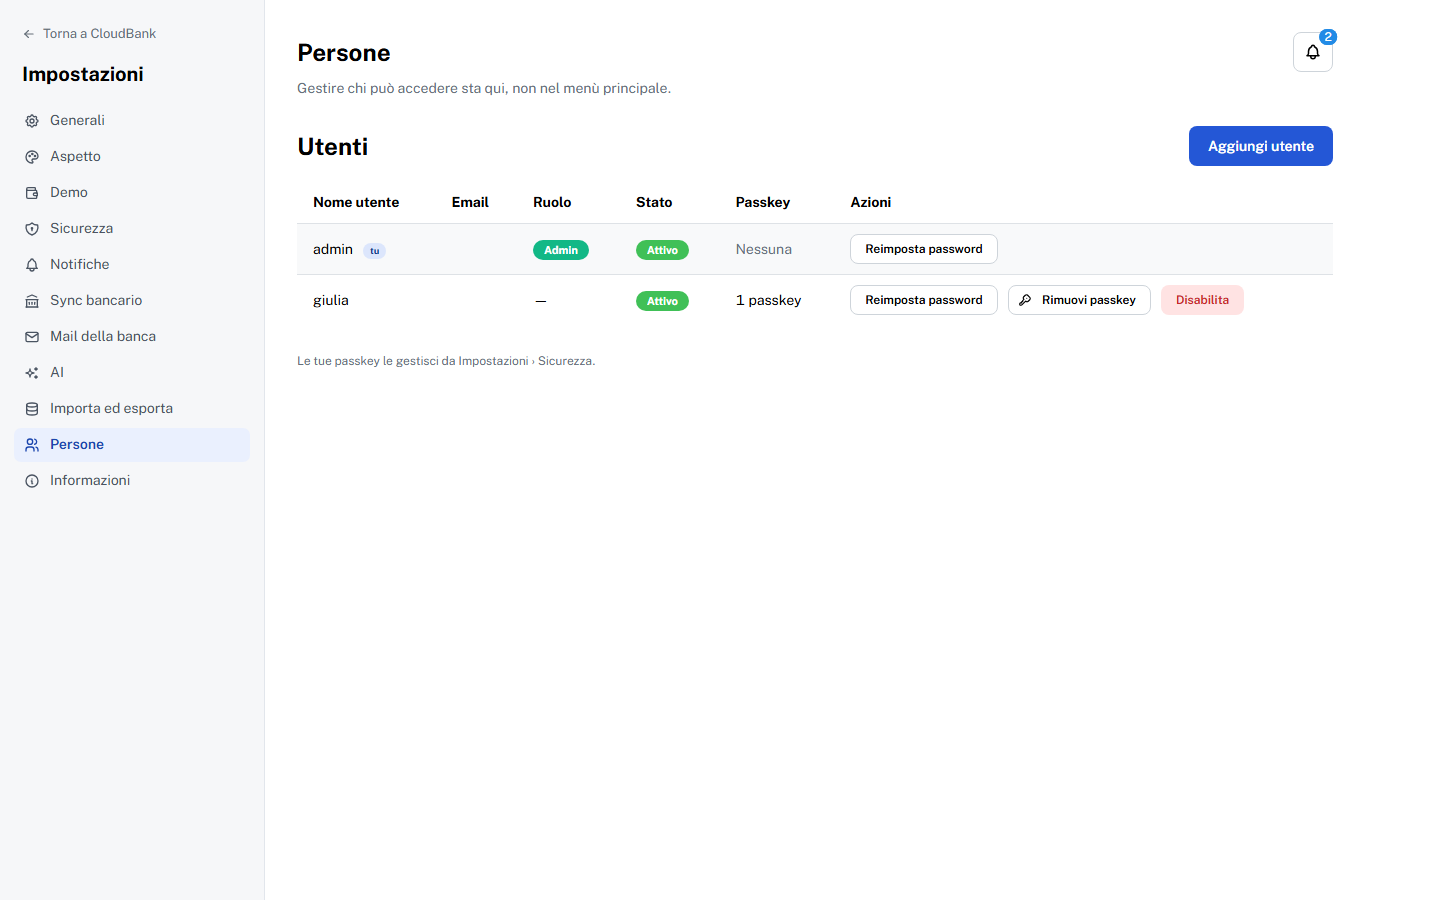 Torna a CloudBank
Impostazioni
Generali
Aspetto
Demo
Sicurezza
Notifiche
Sync bancario
Mail della banca
AI
Importa ed esporta
Persone
Informazioni
Persone
2
Gestire chi può accedere sta qui, non nel menù principale.
Utenti
Aggiungi utente
Nome utente Email Ruolo Stato Passkey Azioni
admin tu Admin Attivo Nessuna Reimposta password
giulia — Attivo 1 passkey Reimposta password Rimuovi passkey Disabilita
Le tue passkey le gestisci da Impostazioni › Sicurezza.